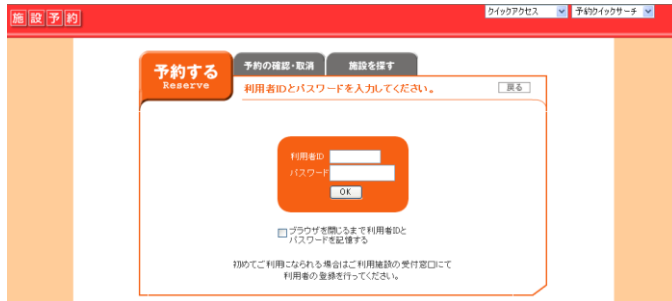 施設予約
クイックアクセス
予約クイックサーチ
予約する
Reserve
予約の確認・取消
施設を探す
利用者IDとパスワードを入力してください。
戻る
利用者ID
パスワード
OK
ブラウザを閉じるまで利用者IDと
パスワードを記憶する
初めてご利用になられる場合はご利用施設の受付窓口にて
利用者の登録を行ってください。